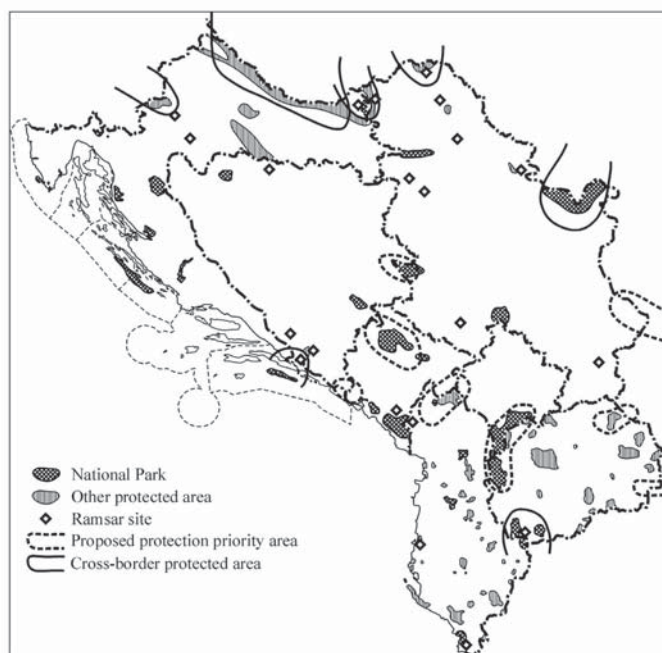 National Park
Other protected area
Ramsar site
Proposed protection priority area
Cross-border protected area